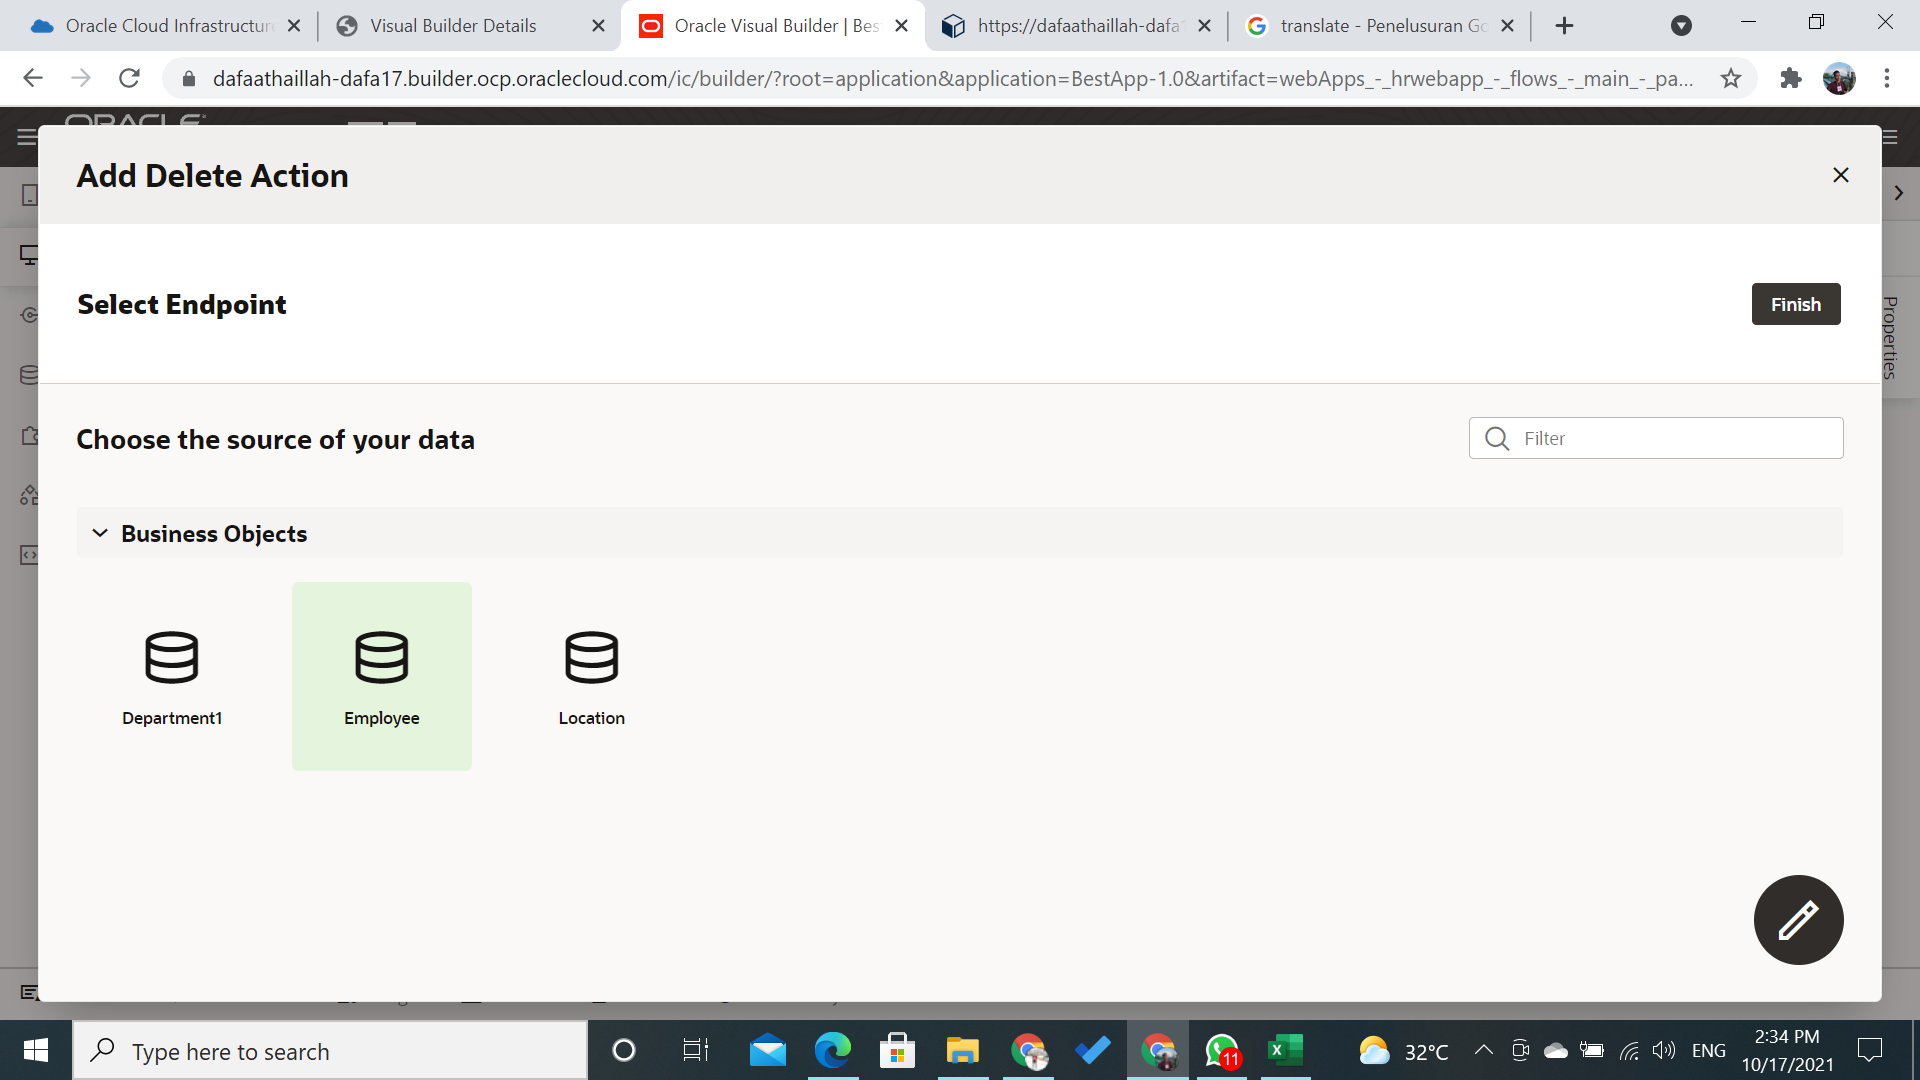 Oracle Cloud Infrastructur
Visual Builder Details
Oracle Visual Builder | Bes
https://dafaathaillah-dafa1
translate - Penelusuran Go
dafaathaillah-dafa17.builder.ocp.oraclecloud.com/ic/builder/?root=application&application=BestApp-1.0&artifact=webApps_-_hrwebapp_-_flows_-_main_-_pa...
ORACLE
Add Delete Action
Select Endpoint
Finish
Properties
Choose the source of your data
Filter
Business Objects
Department1
Employee
Location
Type here to search
11
32°C
ENG
2:34 PM
10/17/2021